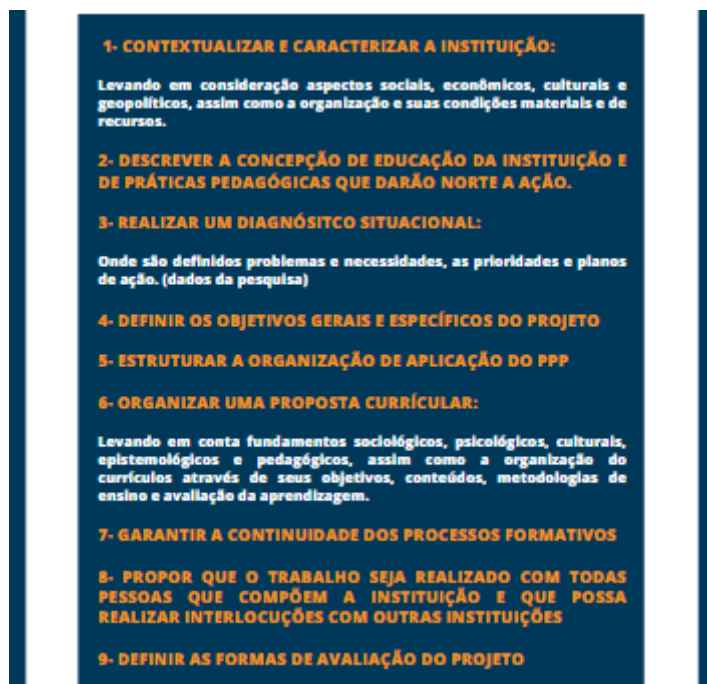 1- CONTEXTUALIZAR E CARACTERIZAR A INSTITUIÇÃO:
Levando em consideração aspectos sociais, econômicos, culturais e
geopolíticos, assim como a organização e suas condições materiais e de
recursos.
2- DESCREVER A CONCEPÇÃO DE EDUCAÇÃO DA INSTITUIÇÃO E
DE PRÁTICAS PEDAGÓGICAS QUE DARÃO NORTE A AÇÃO.
3- REALIZAR UM DIAGNÓSITCO SITUACIONAL:
Onde são definidos problemas e necessidades, as prioridades e planos
de ação. (dados da pesquisa)
4- DEFINIR OS OBJETIVOS GERAIS E ESPECÍFICOS DO PROJETO
5- ESTRUTURAR A ORGANIZAÇÃO DE APLICAÇÃO DO PPP
6- ORGANIZAR UMA PROPOSTA CURRÍCULAR:
Levando em conta fundamentos sociológicos, psicológicos, culturais,
epistemológicos e pedagógicos, assim como a organização do
currículos através de seus objetivos, conteúdos, metodologias de
ensino e avaliação da aprendizagem.
7- GARANTIR A CONTINUIDADE DOS PROCESSOS FORMATIVOS
8- PROPOR QUE O TRABALHO SEJA REALIZADO COM TODAS
PESSOAS QUE COMPÕEM A INSTITUIÇÃO E QUE POSSA
REALIZAR INTERLOCUÇÕES COM OUTRAS INSTITUIÇÕES
9- DEFINIR AS FORMAS DE AVALIAÇÃO DO PROJETO